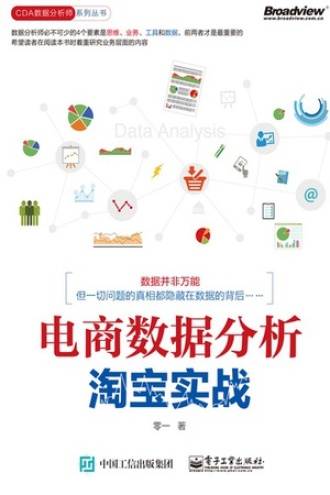 CDA数据分析师 系列丛书
Broadview®
数据分析师必不可少的4个要素是思维、业务、工具和数据，前两者才是最重要的
希望读者在阅读本书时着重研究业务层面的内容
Data Analysis
@
数据并非万能
但一切问题的真相都隐藏在数据的背后……
电商数据分析
淘宝实战
零一 著
中国工信出版集团
电子工业出版社